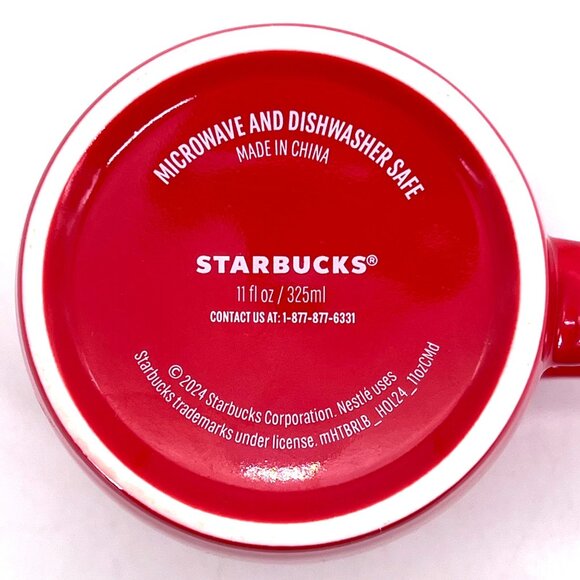 MICROWAVE AND DISHWASHER SAFE
MADE IN CHINA
STARBUCKS®
11 fl oz / 325ml
CONTACT US AT: 1-877-877-6331
© 2024 Starbucks Corporation. Nestlé uses
Starbucks trademarks under license. mHTBRLB_HOL24_11ozCMd